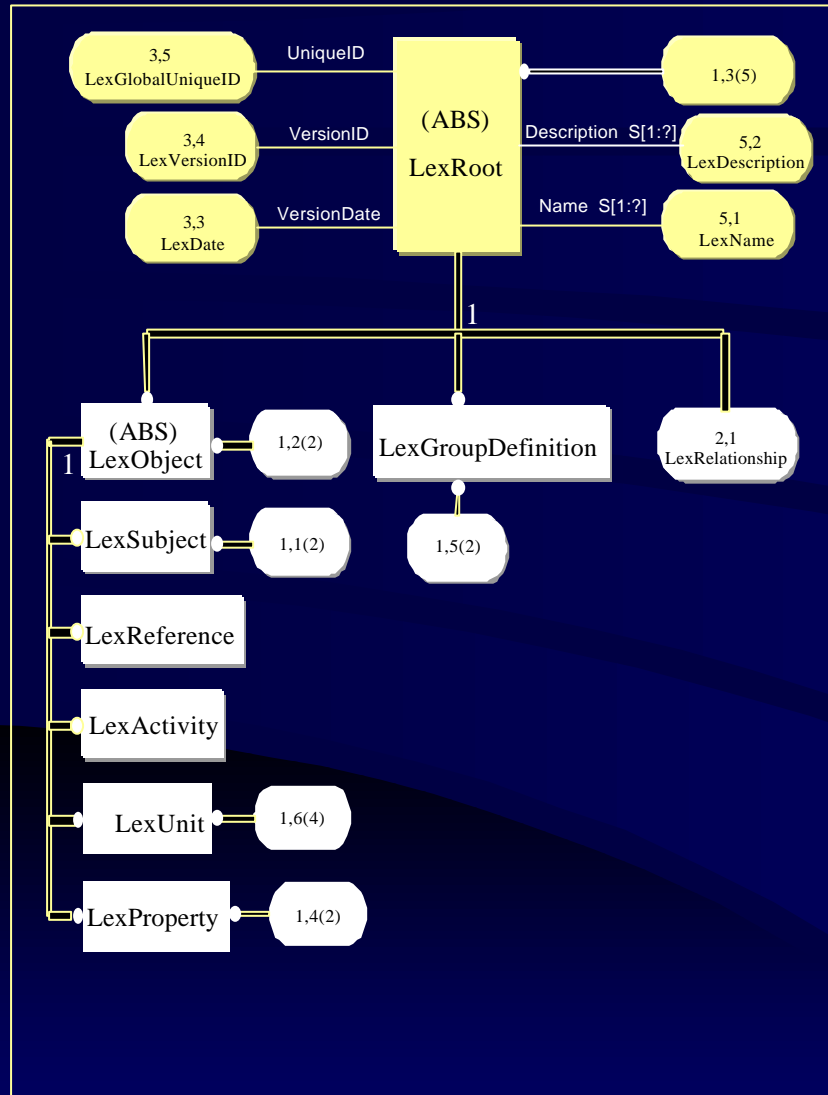 3,5
LexGlobalUniqueID
UniqueID
1,3(5)
(ABS)
LexRoot
3,4
LexVersionID
VersionID
Description S[1:?]
5,2
LexDescription
3,3
LexDate
VersionDate
Name S[1:?]
5,1
LexName
1
(ABS)
LexObject
1
1,2(2)
LexGroupDefinition
2,1
LexRelationship
LexSubject
1,1(2)
1,5(2)
LexReference
LexActivity
LexUnit
1,6(4)
LexProperty
1,4(2)